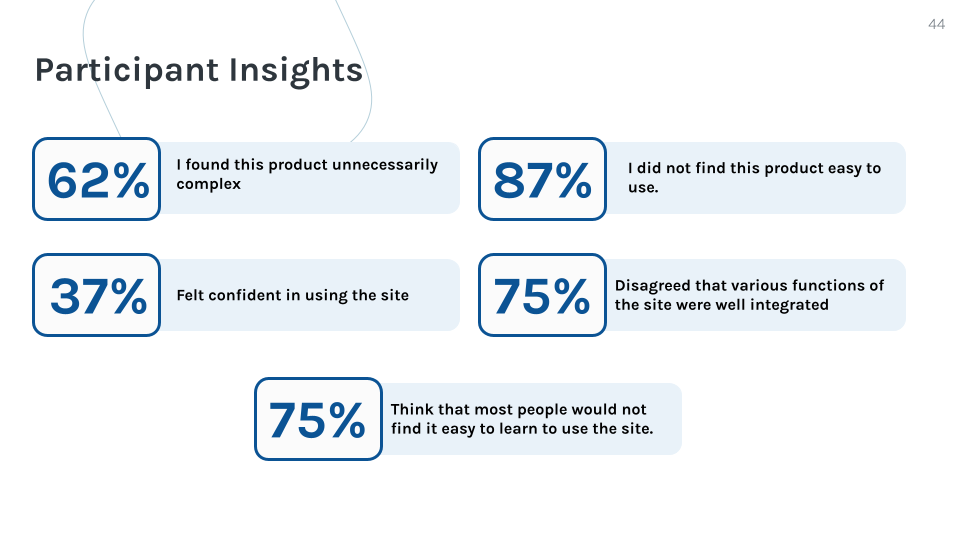 44
Participant Insights
62%
I found this product unnecessarily
complex
87%
I did not find this product easy to
use.
37%
Felt confident in using the site
75%
Disagreed that various functions of
the site were well integrated
75%
Think that most people would not
find it easy to learn to use the site.